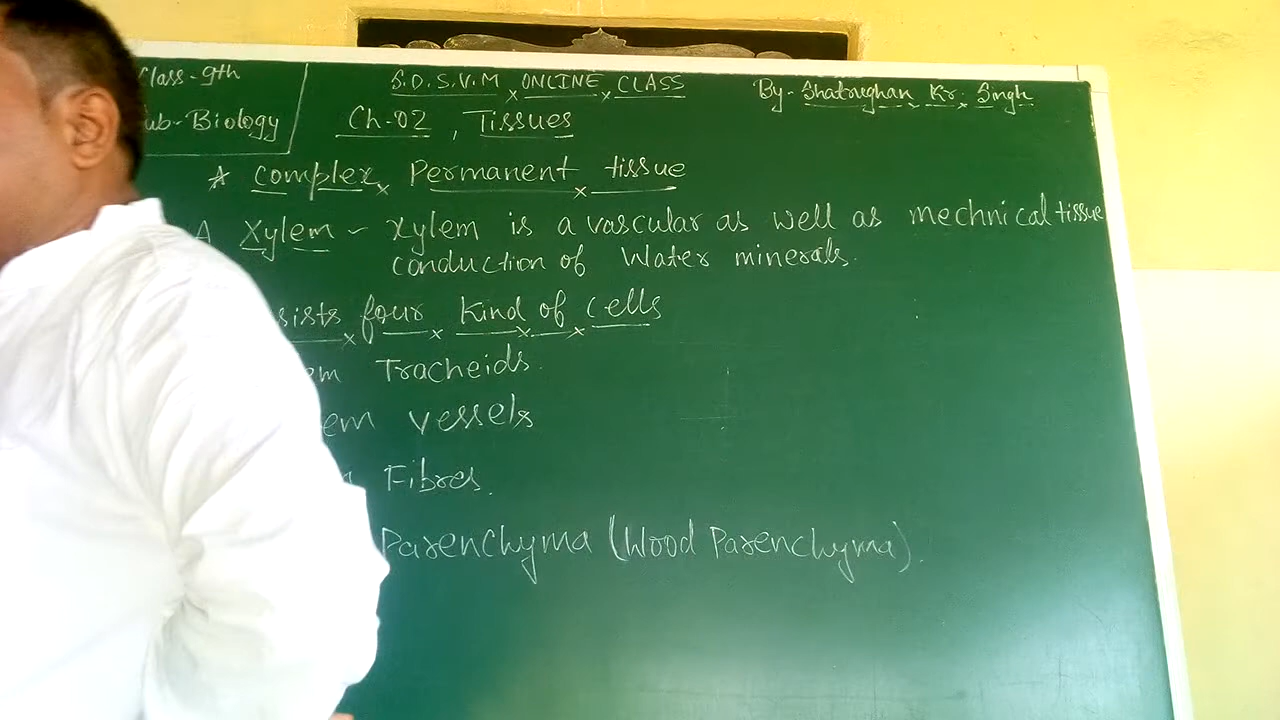 Class-9th
S.D.S.V.M ONLINE CLASS
By- Shatrughan Kr. Singh
ub-Biology
Ch-02, Tissues
Complex Permanent tissue
A Xylem - Xylem is a vascular as well as mechnical tissue
conduction of Water minerals.
sists four Kind of Cells
em Tracheids.
em vessels
Fibres.
Parenchyma (Wood Parenchyma).